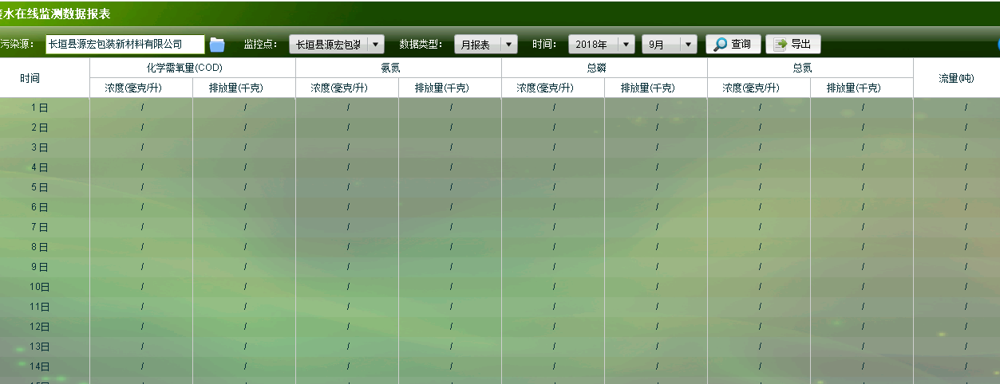 水在线监测数据报表
污染源： 长垣县源宏包装新材料有限公司 监控点： 长垣县源宏包装 数据类型： 月报表 时间： 2018年 9月 查询 导出
时间 化学需氧量(COD) 氨氮 总磷 总氮 流量(吨)
浓度(毫克/升) 排放量(千克) 浓度(毫克/升) 排放量(千克) 浓度(毫克/升) 排放量(千克) 浓度(毫克/升) 排放量(千克)
1日 / / / / / / / / /
2日 / / / / / / / / /
3日 / / / / / / / / /
4日 / / / / / / / / /
5日 / / / / / / / / /
6日 / / / / / / / / /
7日 / / / / / / / / /
8日 / / / / / / / / /
9日 / / / / / / / / /
10日 / / / / / / / / /
11日 / / / / / / / / /
12日 / / / / / / / / /
13日 / / / / / / / / /
14日 / / / / / / / / /